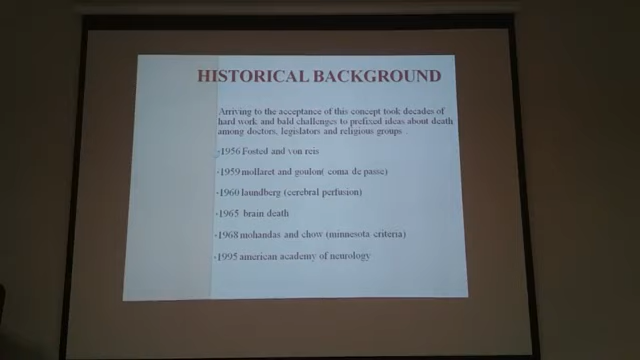 HISTORICAL BACKGROUND
Arriving to the acceptance of this concept took decades of
hard work and bald challenges to prefixed ideas about death
among doctors, legislators and religious groups .
•1956 Fosted and von reis
•1959 mollaret and goulon( coma de passe)
•1960 laundberg (cerebral perfusion)
•1965 brain death
•1968 mohandas and chow (minnesota criteria)
•1995 american academy of neurology